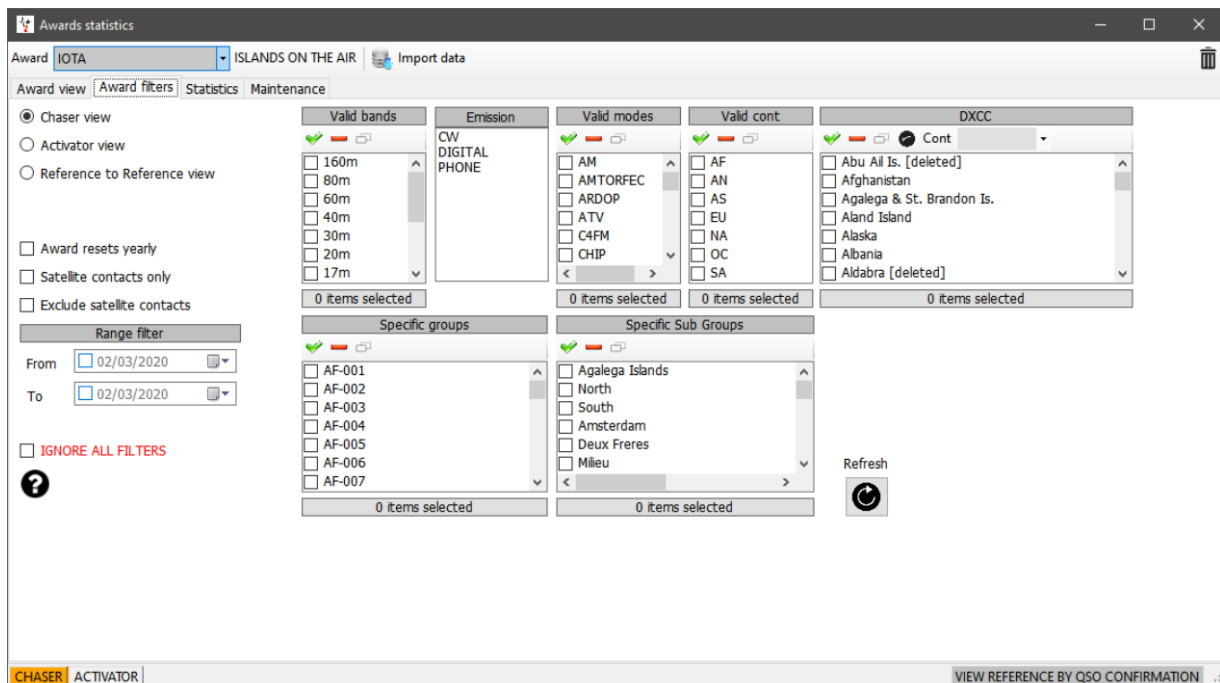 Awards statistics
Award IOTA ISLANDS ON THE AIR Import data
Award view Award filters Statistics Maintenance
Chaser view
Activator view
Reference to Reference view
Award resets yearly
Satellite contacts only
Exclude satellite contacts
Range filter
From 02/03/2020
To 02/03/2020
IGNORE ALL FILTERS
?
Valid bands
160m
80m
60m
40m
30m
20m
17m
0 items selected
Emission
CW
DIGITAL
PHONE
Valid modes
AM
AMTORFEC
ARDOP
ATV
C4FM
CHIP
0 items selected
Valid cont
AF
AN
AS
EU
NA
OC
SA
0 items selected
DXCC
Cont
Abu Ail Is. [deleted]
Afghanistan
Agalega & St. Brandon Is.
Aland Island
Alaska
Albania
Aldabra [deleted]
0 items selected
Specific groups
AF-001
AF-002
AF-003
AF-004
AF-005
AF-006
AF-007
0 items selected
Specific Sub Groups
Agalega Islands
North
South
Amsterdam
Deux Freres
Milieu
0 items selected
Refresh
CHASER ACTIVATOR
VIEW REFERENCE BY QSO CONFIRMATION